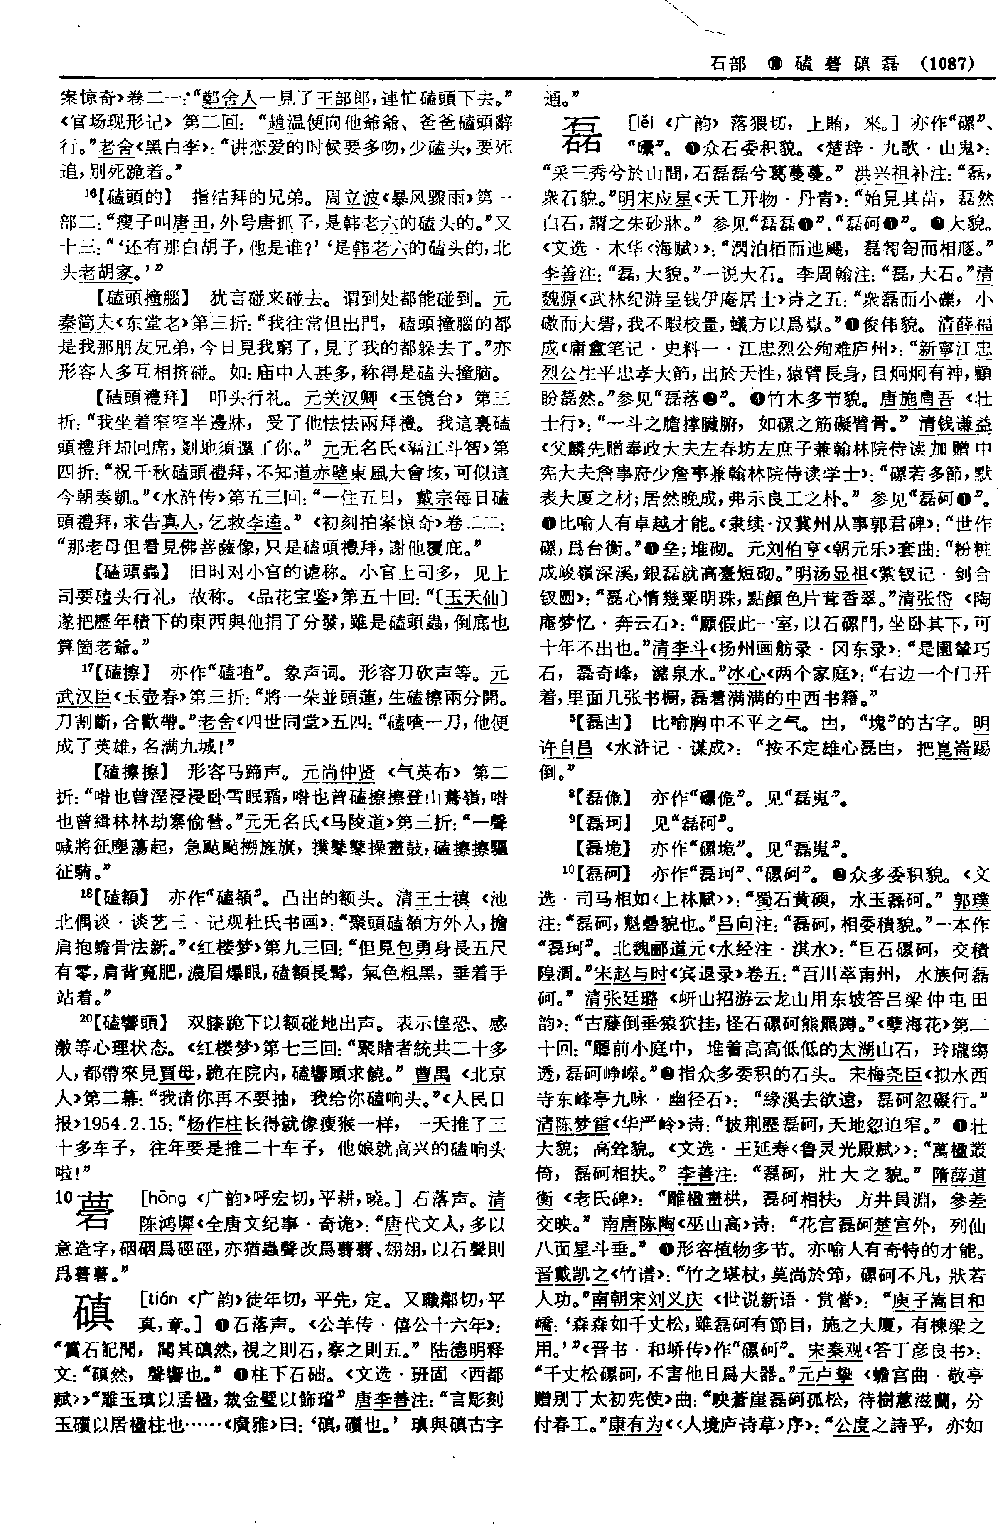 石部 ⑩ 磕 薨 磌 磊 (1087)
案惊奇》卷二一:“鄭舍人一見了王部郎,連忙磕頭下去。”
《官场现形记》第二回:“趙温便向他爺爺、爸爸磕頭辭
行。”老舍《黑白李》:“讲恋爱的时候要多吻,少磕头,要死
追,别死跪着。”
16【磕頭的】 指结拜的兄弟。周立波《暴风骤雨》第一
部二:“瘦子叫唐田,外号唐抓子,是韩老六的磕头的。”又
十三:“‘还有那白胡子,他是谁?’‘是韩老六的磕头的,北
头老胡家。’”
【磕頭撞腦】 犹言碰来碰去。谓到处都能碰到。元
秦简夫《东堂老》第三折:“我往常但出門,磕頭撞腦的都
是我那朋友兄弟,今日見我窮了,見了我的都躲去了。”亦
形容人多互相挤碰。如:庙中人甚多,称得是磕头撞脑。
【磕頭禮拜】 叩头行礼。元关汉卿《玉镜台》第三
折:“我坐着窄窄半邊牀,受了他怯怯兩拜禮。我這裏磕
頭禮拜却回席,剗地須還了你。”元无名氏《隔江斗智》第
四折:“祝千秋磕頭禮拜,不知道赤壁東風大會垓,可似這
今朝奏凱。”《水浒传》第五三回:“一住五日,戴宗每日磕
頭禮拜,求告真人,乞救李逵。”《初刻拍案惊奇》卷二二:
“那老母但看見佛菩薩像,只是磕頭禮拜,謝他覆庇。”
【磕頭蟲】 旧时对小官的谑称。小官上司多,见上
司要磕头行礼,故称。《品花宝鉴》第五十回:“〔玉天仙〕
遂把歷年積下的東西與他捐了分發,雖是磕頭蟲,倒底也
算箇老爺。”
17【磕擦】 亦作“磕喳”。象声词。形容刀砍声等。元
武汉臣《玉壶春》第三折:“將一朵並頭蓮,生磕擦兩分開。
刀割斷,合歡帶。”老舍《四世同堂》五四:“磕喳一刀,他便
成了英雄,名满九城!”
【磕擦擦】 形容马蹄声。元尚仲贤《气英布》第二
折:“喒也曾溼浸浸卧雪眠霜,喒也曾磕擦擦登山驀嶺,喒
也曾緝林林劫寨偷營。”元无名氏《马陵道》第三折:“一聲
喊將征塵蕩起,急颭颭搠旌旗,撲鼕鼕操畫鼓,磕擦擦驅
征騎。”
18【磕額】 亦作“磕頟”。凸出的额头。清王士禛《池
北偶谈·谈艺三·记观杜氏书画》:“聚頭磕額方外人,擔
肩抱蟾骨法新。”《红楼梦》第九三回:“但見包勇身長五尺
有零,肩背寬肥,濃眉爆眼,磕額長髯,氣色粗黑,垂着手
站着。”
20【磕響頭】 双膝跪下以额碰地出声。表示惶恐、感
激等心理状态。《红楼梦》第七三回:“聚賭者統共二十多
人,都帶來見賈母,跪在院内,磕響頭求饒。”曹禺《北京
人》第二幕:“我请你再不要抽,我给你磕响头。”《人民日
报》1954.2.15:“杨作柱长得就像瘦猴一样,一天推了三
十多车子,往年要是推二十车子,他娘就高兴的磕响头
啦!”
10薨 [hōng《广韵》呼宏切,平耕,曉。]石落声。清
陈鸿墀《全唐文纪事·奇诡》:“唐代文人,多以
意造字,砠砠爲硜硜,亦猶蟲聲改爲薨薨、翃翃,以石聲則
爲薨薨。”
磌 [tián《广韵》徒年切,平先,定。又職鄰切,平
真,章。] ❶石落声。《公羊传·僖公十六年》:
“霣石記聞,聞其磌然,視之則石,察之則五。”陆德明释
文:“磌然,聲響也。”❷柱下石础。《文选·班固〈西都
赋〉》:“雕玉瑱以居楹,裁金璧以飾璫”唐李善注:“言彫刻
玉礩以居楹柱也……《廣雅》曰:‘磌,礩也。’瑱與磌古字
通。”
磊 [lěi《广韵》落猥切,上賄,來。]亦作“磥”、
“礧”。❶众石委积貌。《楚辞·九歌·山鬼》:
“采三秀兮於山間,石磊磊兮葛蔓蔓。”洪兴祖补注:“磊,
衆石貌。”明宋应星《天工开物·丹青》:“始見其苗,磊然
白石,謂之朱砂牀。”参见“磊磊❶”、“磊砢❶”。❷大貌。
《文选·木华〈海赋〉》:“㵎泊栢而迆颺,磊匒匌而相豗。”
李善注:“磊,大貌。”一说大石。李周翰注:“磊,大石。”清
魏源《武林纪游呈钱伊庵居士》诗之五:“衆磊而小礫,小
礉而大礐,我不暇校量,蟻方以爲嶽。”❸俊伟貌。清薛福
成《庸盦笔记·史料一·江忠烈公殉难庐州》:“新寧江忠
烈公生平忠孝大節,出於天性,猿臂長身,目炯炯有神,顧
盼磊然。”参见“磊落❷”。❹竹木多节貌。唐施肩吾《壮
士行》:“一斗之膽撑臟腑,如磥之筋礙臂骨。”清钱谦益
《父麟先赠奉政大夫左春坊左庶子兼翰林院侍读加赠中
宪大夫詹事府少詹事兼翰林院侍读学士》:“磥若多節,默
表大厦之材;居然晚成,弗示良工之朴。”参见“磊砢❹”。
❺比喻人有卓越才能。《隶续·汉冀州从事郭君碑》:“世作
磥,爲台衡。”❻垒;堆砌。元刘伯亨《朝元乐》套曲:“粉粧
成峻嶺深溪,銀磊就高臺短砌。”明汤显祖《紫钗记·剑合
钗圆》:“磊心情幾粟明珠,點顏色片茸香翠。”清张岱《陶
庵梦忆·奔云石》:“願假此一室,以石磥門,坐卧其下,可
十年不出也。”清李斗《扬州画舫录·冈东录》:“是園輦巧
石,磊奇峰,瀦泉水。”冰心《两个家庭》:“右边一个门开
着,里面几张书橱,磊着满满的中西书籍。”
5【磊凷】 比喻胸中不平之气。凷,“塊”的古字。明
许自昌《水浒记·谋成》:“按不定雄心磊凷,把崑崙踢
倒。”
8【磊佹】 亦作“磥佹”。见“磊嵬”。
9【磊珂】 见“磊砢”。
【磊垝】 亦作“磥垝”。见“磊嵬”。
10【磊砢】 亦作“磊珂”、“磥砢”。❶众多委积貌。《文
选·司马相如〈上林赋〉》:“蜀石黄碝,水玉磊砢。”郭璞
注:“磊砢,魁礨貌也。”吕向注:“磊砢,相委積貌。”一本作
“磊珂”。北魏郦道元《水经注·淇水》:“巨石磥砢,交積
隍澗。”宋赵与时《宾退录》卷五:“百川萃南州,水族何磊
砢。”清张廷璐《岍山招游云龙山用东坡答吕梁仲屯田
韵》:“古藤倒垂猿狖挂,怪石磥砢熊羆蹲。”《孽海花》第二
十回:“廳前小庭中,堆着高高低低的太湖山石,玲瓏縐
透,磊砢峥嵘。”❷指众多委积的石头。宋梅尧臣《拟水西
寺东峰亭九咏·幽径石》:“緣溪去欲遠,磊砢忽礙行。”
清陈梦雷《华严岭》诗:“披荆歷磊砢,天地忽迫窄。”❸壮
大貌;高耸貌。《文选·王延寿〈鲁灵光殿赋〉》:“萬楹叢
倚,磊砢相扶。”李善注:“磊砢,壯大之貌。”隋薛道
衡《老氏碑》:“雕楹畫栱,磊砢相扶,方井員淵,參差
交映。”南唐陈陶《巫山高》诗:“花宫磊砢楚宫外,列仙
八面星斗垂。”❹形容植物多节。亦喻人有奇特的才能。
晋戴凯之《竹谱》:“竹之堪杖,莫尚於筇,磥砢不凡,狀若
人功。”南朝宋刘义庆《世说新语·赏誉》:“庾子嵩目和
嶠:‘森森如千丈松,雖磊砢有節目,施之大厦,有棟梁之
用。’”《晋书·和峤传》作“磥砢”。宋秦观《答丁彦良书》:
“千丈松磥砢,不害他日爲大器。”元卢挚《蟾宫曲·敬亭
赠别丁太初宪使》曲:“映蒼崖磊砢孤松,待樹蕙滋蘭,分
付春工。”康有为《〈人境庐诗草〉序》:“公度之詩乎,亦如